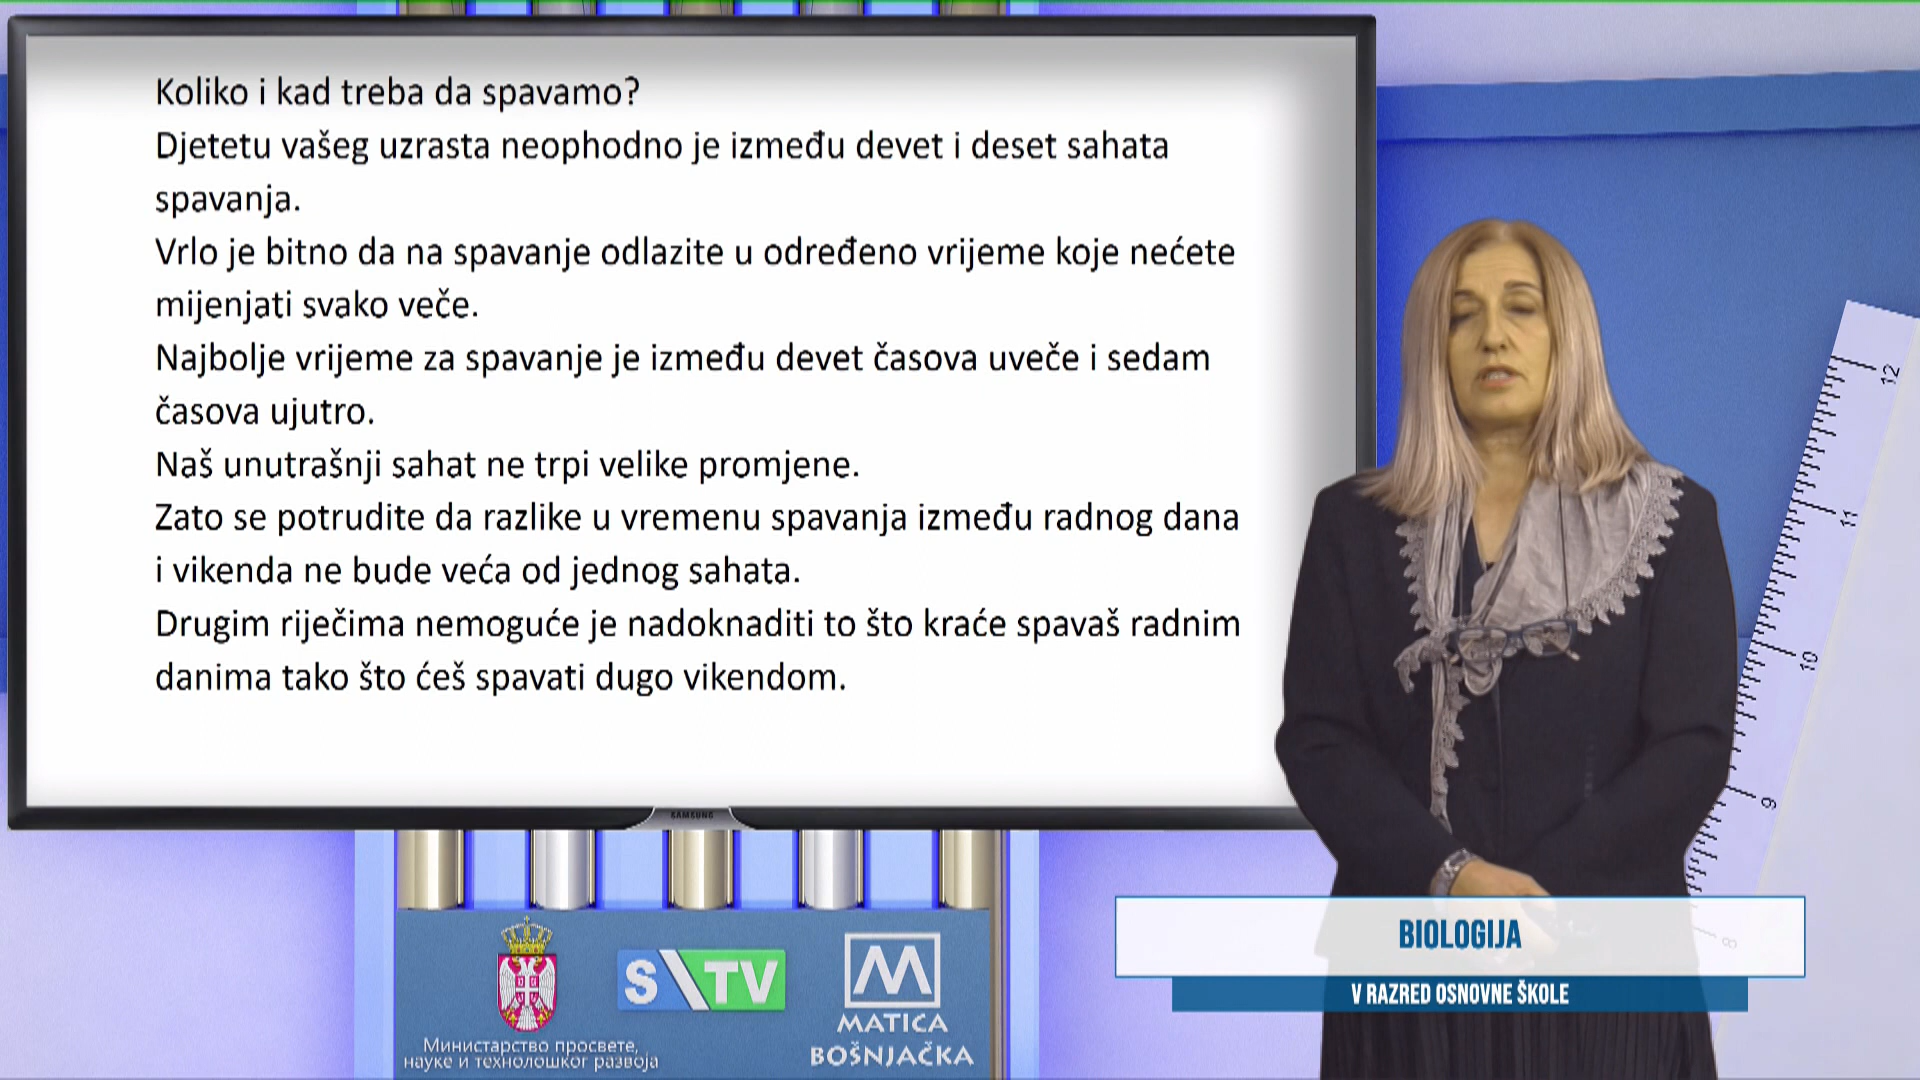 Koliko i kad treba da spavamo?
Djetetu vašeg uzrasta neophodno je između devet i deset sahata
spavanja.
Vrlo je bitno da na spavanje odlazite u određeno vrijeme koje nećete
mijenjati svako veče.
Najbolje vrijeme za spavanje je između devet časova uveče i sedam
časova ujutro.
Naš unutrašnji sahat ne trpi velike promjene.
Zato se potrudite da razlike u vremenu spavanja između radnog dana
i vikenda ne bude veća od jednog sahata.
Drugim riječima nemoguće je nadoknaditi to što kraće spavaš radnim
danima tako što ćeš spavati dugo vikendom.
SAMSUNG
12
11
10
9
8
BIOLOGIJA
V RAZRED OSNOVNE ŠKOLE
S TV
M
MATICA
BOŠNJAČKA
Министарство просвете,
науке и технолошког развоја